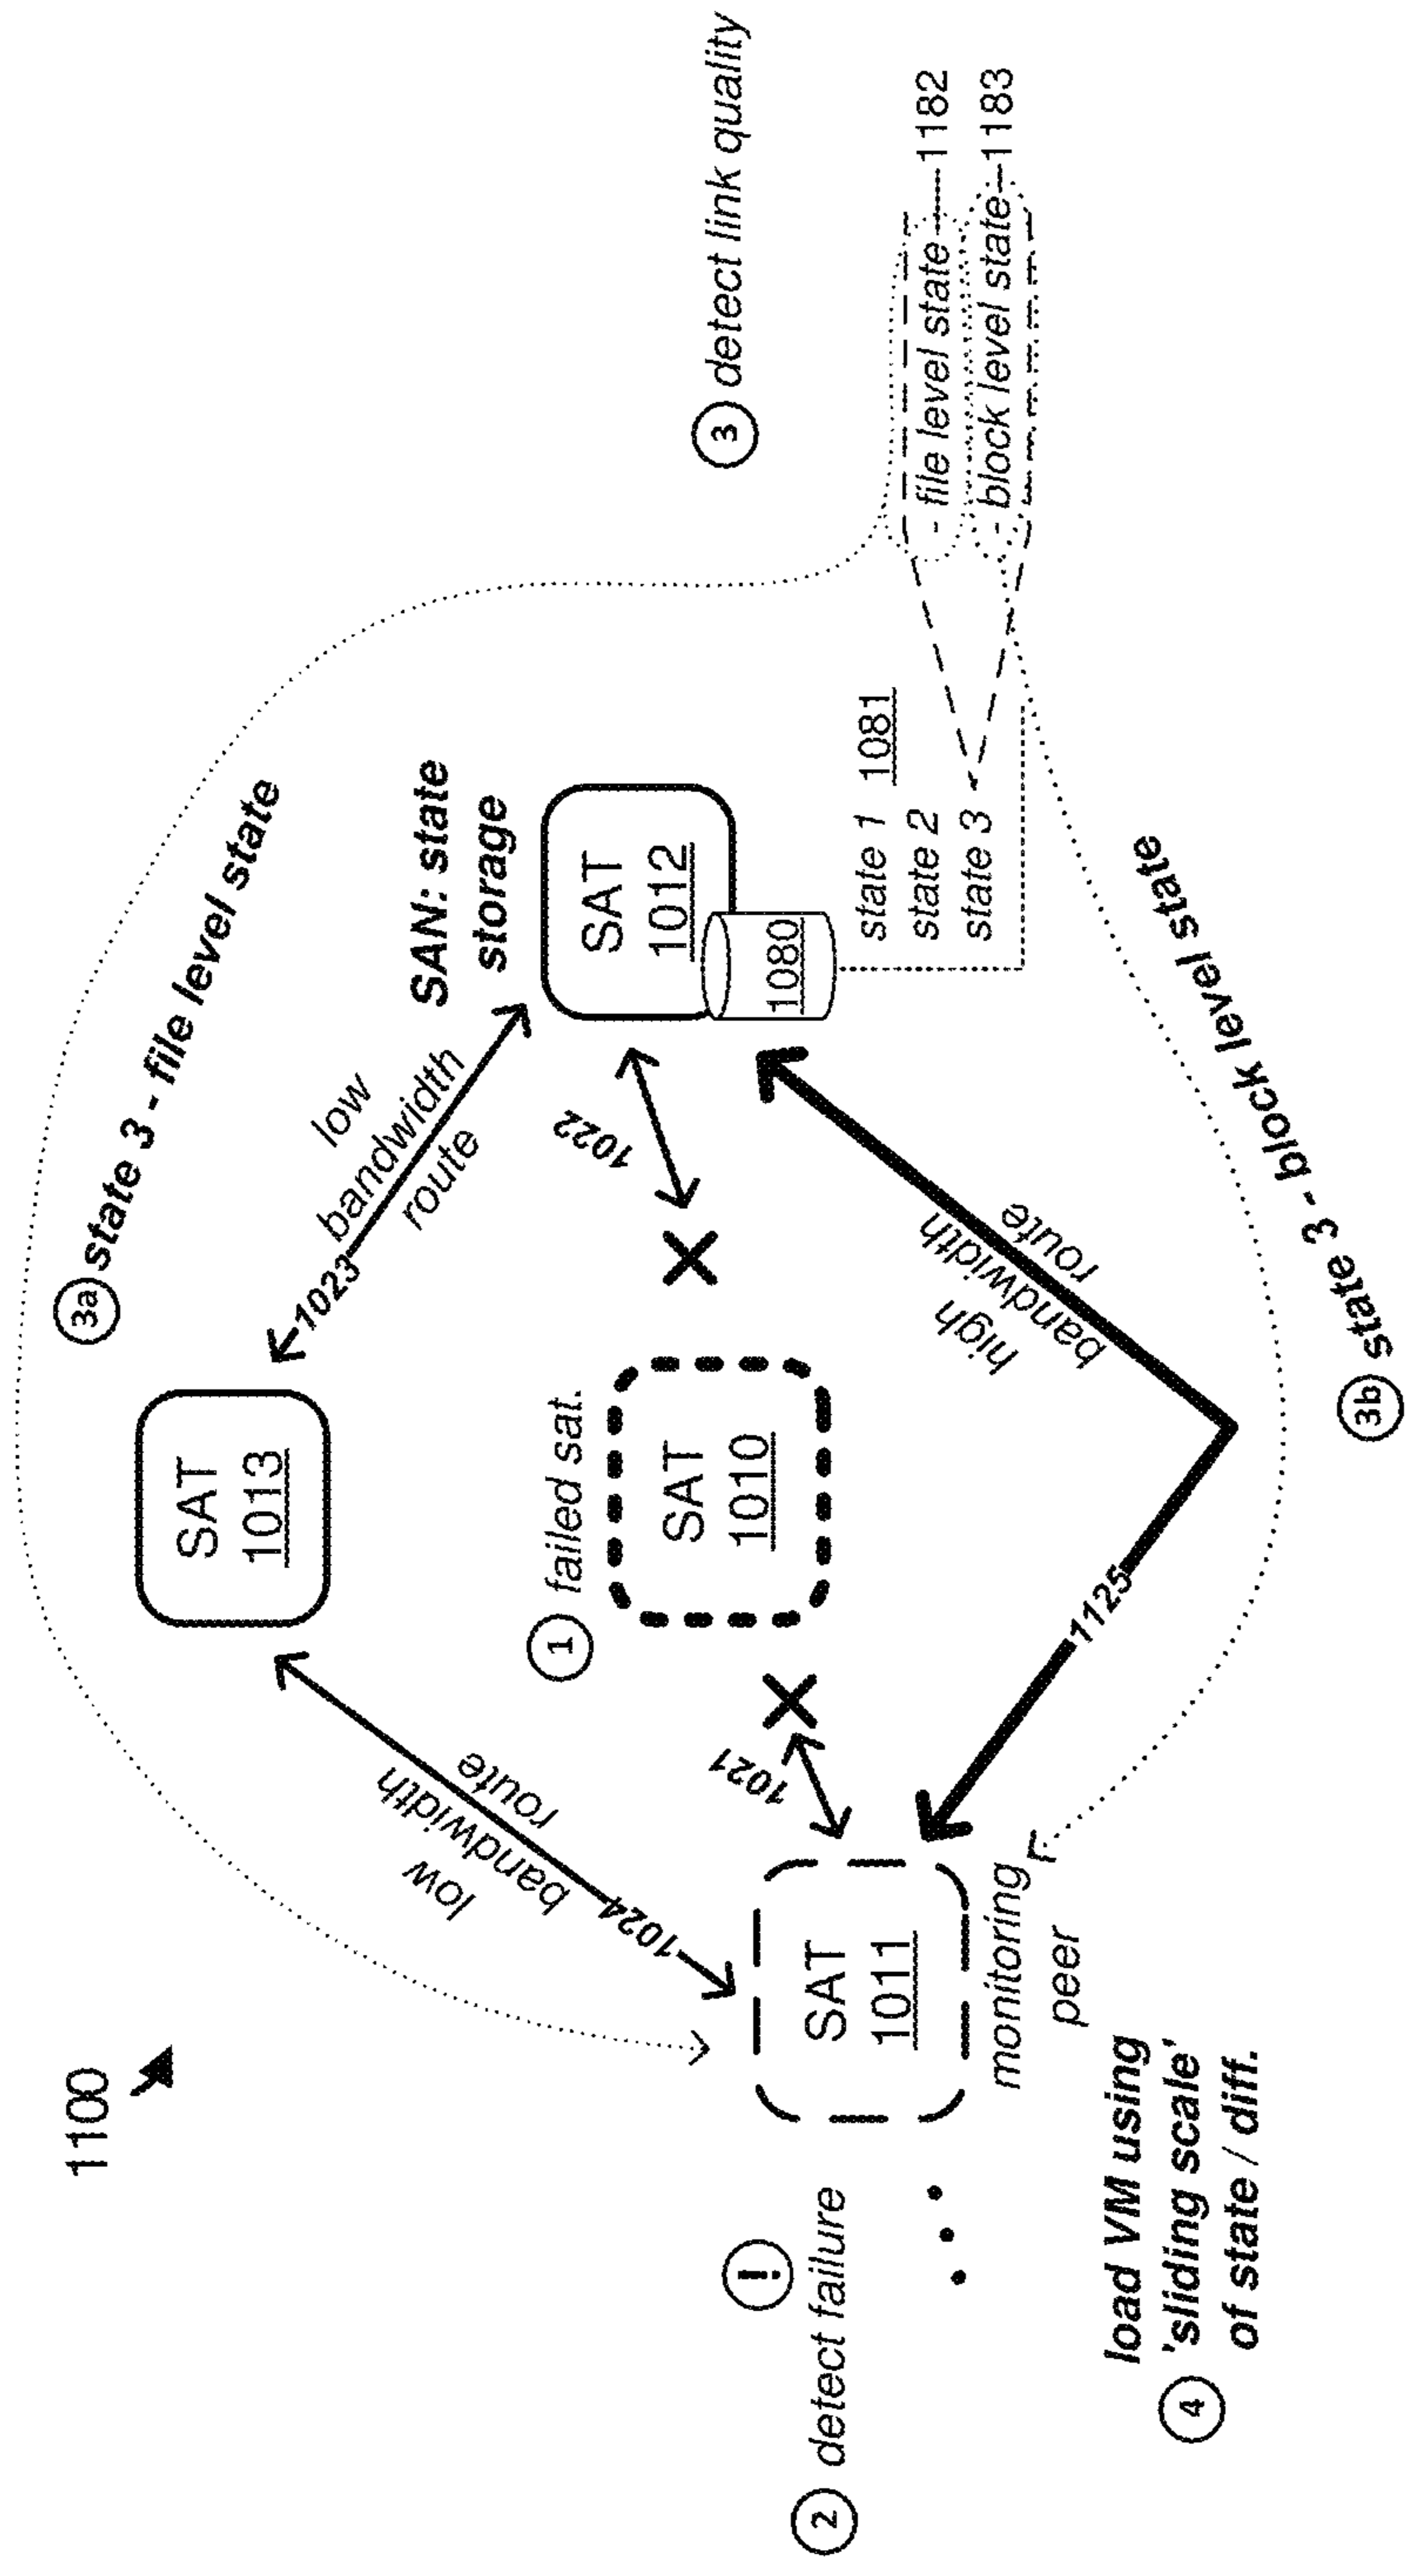 1100
3a state 3 - file level state
SAT
1013
low
bandwidth
route
1023
low
bandwidth
route
1024
SAN: state
storage
SAT
1012
1080
state 1 1081
state 2
state 3
3 detect link quality
- file level state 1182
- block level state 1183
1 failed sat.
SAT
1010
1022
1021
high
bandwidth
route
1125
2 detect failure
!
SAT
1011
monitoring
peer
4 load VM using
'sliding scale'
of state / diff.
3b state 3 - block level state